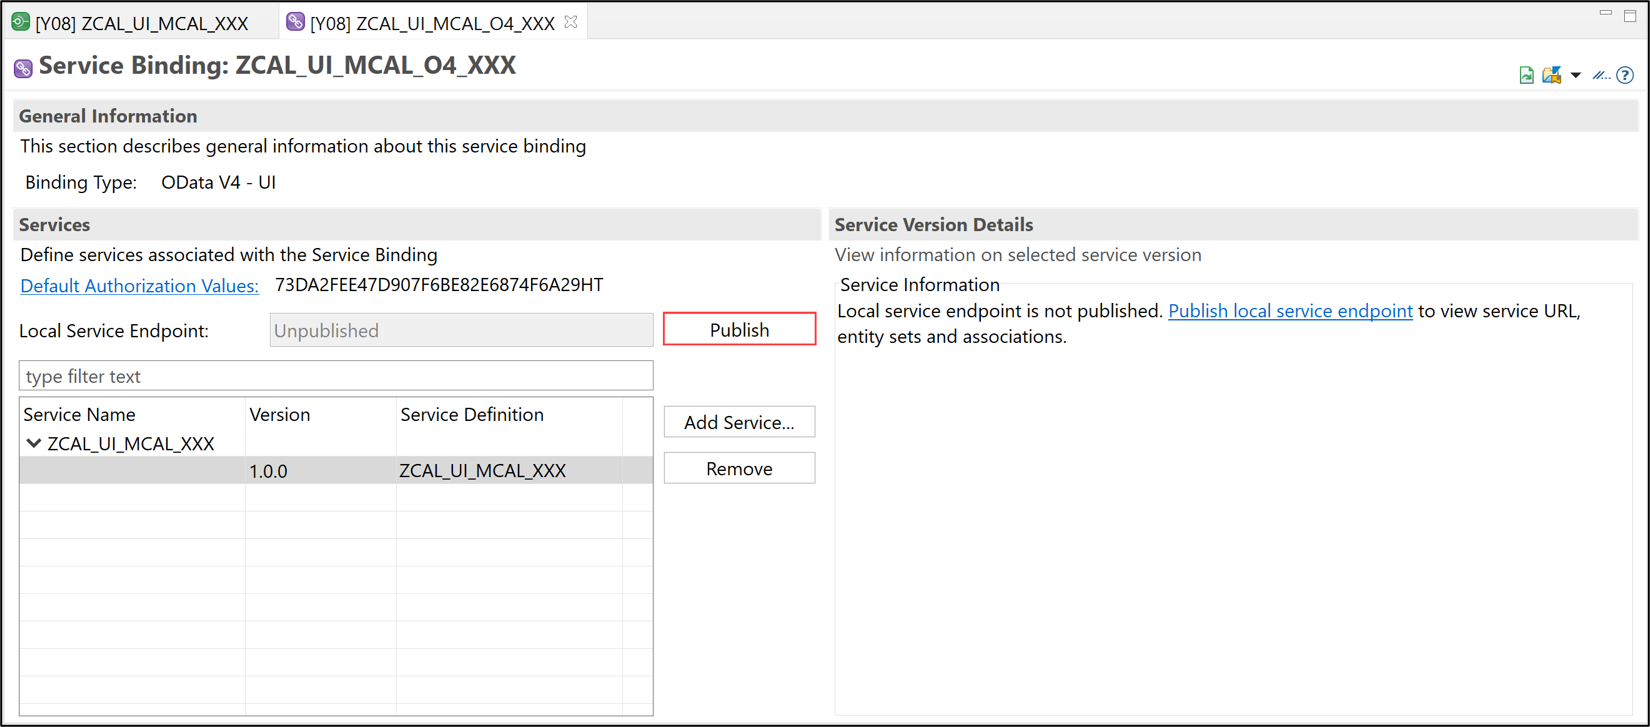 [Y08] ZCAL_UI_MCAL_XXX
[Y08] ZCAL_UI_MCAL_O4_XXX
Service Binding: ZCAL_UI_MCAL_O4_XXX
General Information
This section describes general information about this service binding
Binding Type: OData V4 - UI
Services
Define services associated with the Service Binding
Default Authorization Values: 73DA2FEE47D907F6BE82E6874F6A29HT
Local Service Endpoint: Unpublished Publish
type filter text
Service Name Version Service Definition
ZCAL_UI_MCAL_XXX
1.0.0 ZCAL_UI_MCAL_XXX
Add Service...
Remove
Service Version Details
View information on selected service version
Service Information
Local service endpoint is not published. Publish local service endpoint to view service URL,
entity sets and associations.